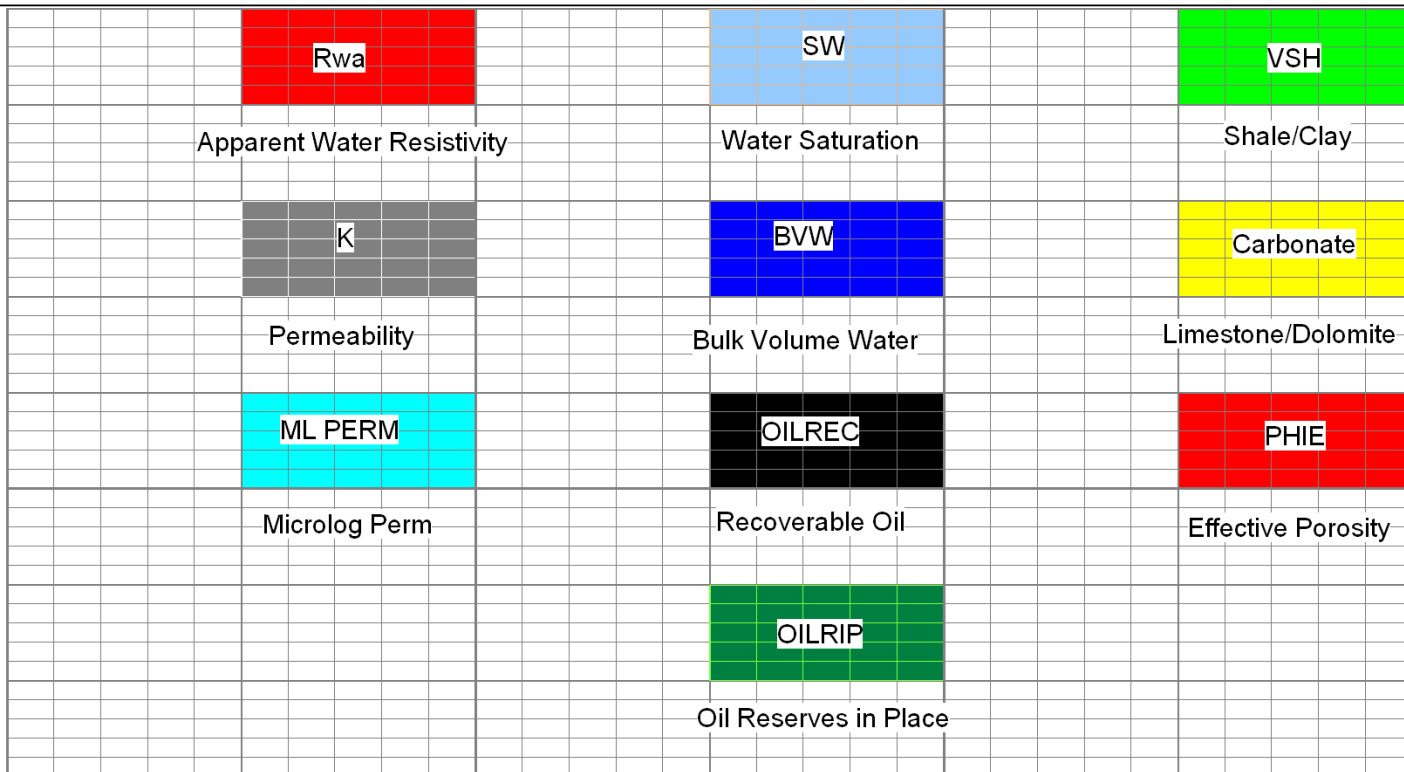 Rwa
SW
VSH
Apparent Water Resistivity
Water Saturation
Shale/Clay
K
BVW
Carbonate
Permeability
Bulk Volume Water
Limestone/Dolomite
ML PERM
OILREC
PHIE
Microlog Perm
Recoverable Oil
Effective Porosity
OILRIP
Oil Reserves in Place